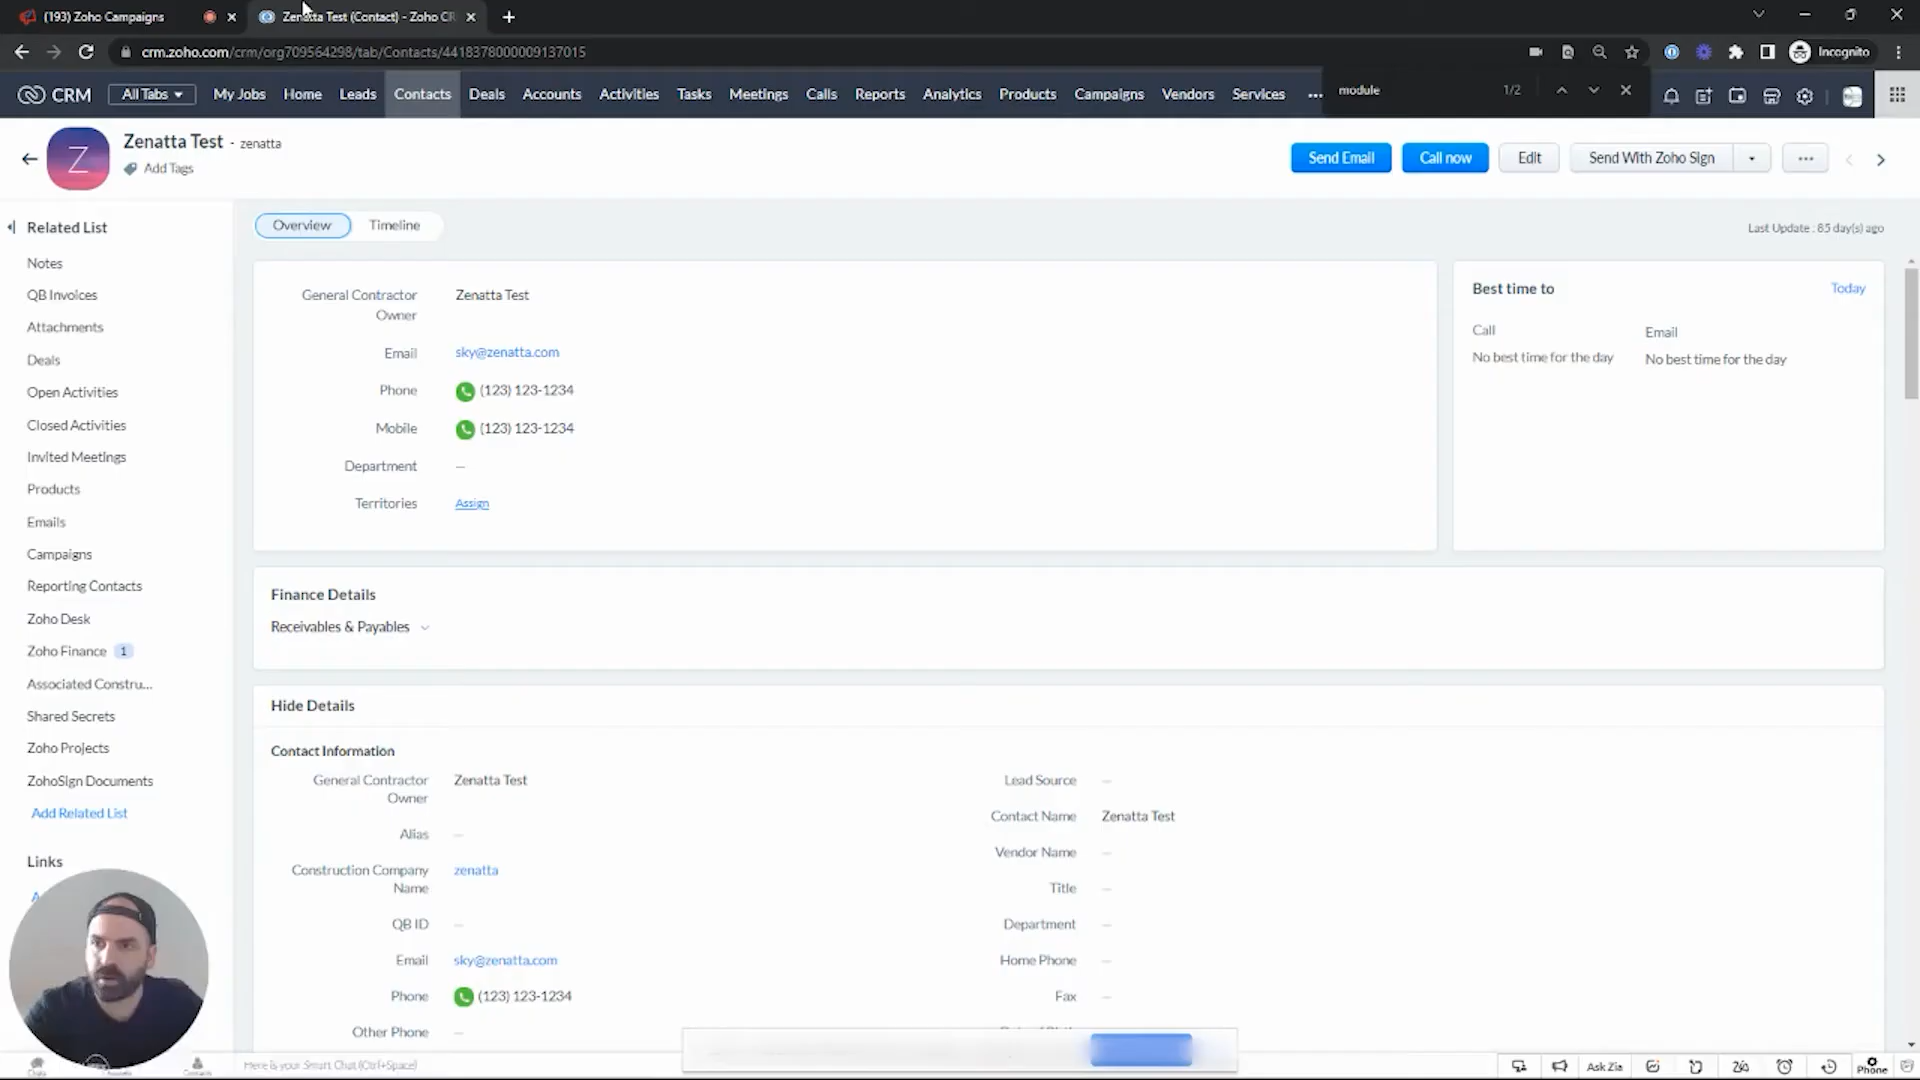 (193) Zoho Campaigns
Zenatta Test (Contact) - Zoho CR
crm.zoho.com/crm/org709564298/tab/Contacts/4418378000009137015
Incognito
CRM All Tabs My Jobs Home Leads Contacts Deals Accounts Activities Tasks Meetings Calls Reports Analytics Products Campaigns Vendors Services ...
module 1/2
Zenatta Test - zenatta
Add Tags
Send Email Call now Edit Send With Zoho Sign
Related List
Notes
QB Invoices
Attachments
Deals
Open Activities
Closed Activities
Invited Meetings
Products
Emails
Campaigns
Reporting Contacts
Zoho Desk
Zoho Finance 1
Associated Constru...
Shared Secrets
Zoho Projects
ZohoSign Documents
Add Related List
Links
Overview Timeline
Last Update : 85 day(s) ago
General Contractor Owner Zenatta Test
Email sky@zenatta.com
Phone (123) 123-1234
Mobile (123) 123-1234
Department —
Territories Assign
Best time to Today
Call
No best time for the day
Email
No best time for the day
Finance Details
Receivables & Payables
Hide Details
Contact Information
General Contractor Owner Zenatta Test
Alias —
Construction Company Name zenatta
QB ID —
Email sky@zenatta.com
Phone (123) 123-1234
Other Phone —
Lead Source —
Contact Name Zenatta Test
Vendor Name —
Title —
Department —
Home Phone —
Fax —
Here is your Smart Chat (Ctrl+Space)
Ask Zia
Phone